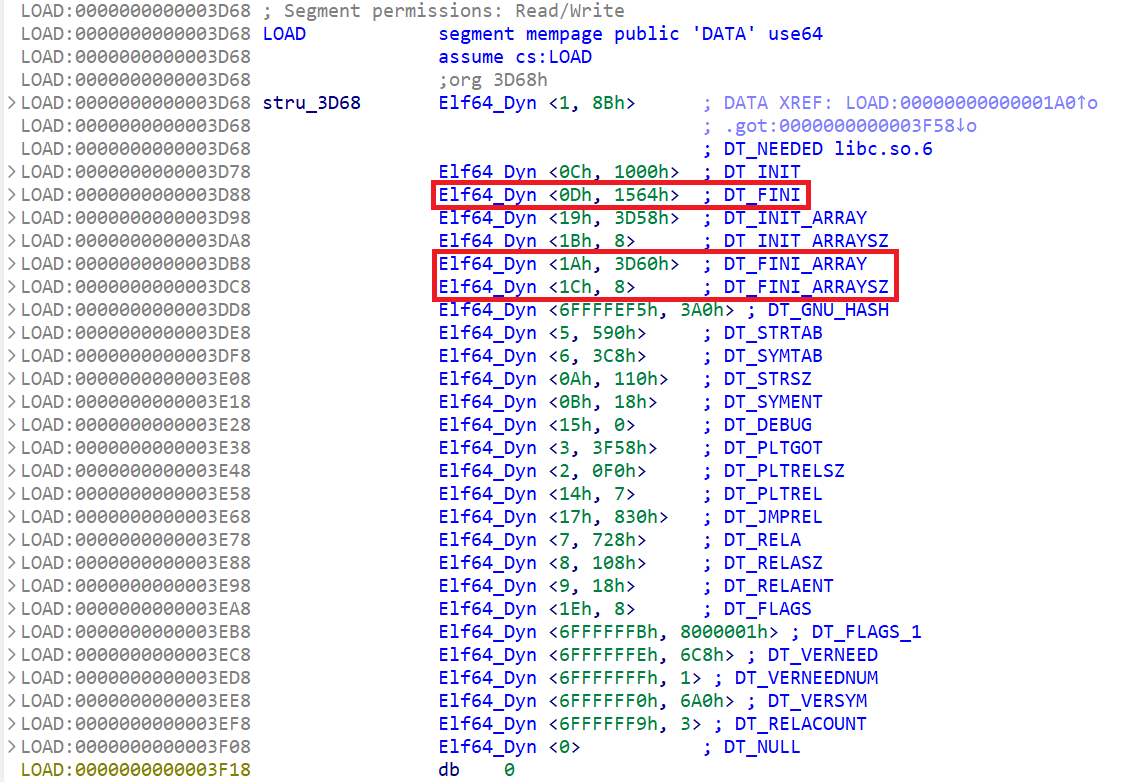 LOAD:0000000000003D68 ; Segment permissions: Read/Write
LOAD:0000000000003D68 LOAD segment mempage public 'DATA' use64
LOAD:0000000000003D68 assume cs:LOAD
LOAD:0000000000003D68 ;org 3D68h
>LOAD:0000000000003D68 stru_3D68 Elf64_Dyn <1, 8Bh> ; DATA XREF: LOAD:00000000000001A0↑o
LOAD:0000000000003D68 ; .got:0000000000003F58↓o
LOAD:0000000000003D68 ; DT_NEEDED libc.so.6
>LOAD:0000000000003D78 Elf64_Dyn <0Ch, 1000h> ; DT_INIT
>LOAD:0000000000003D88 Elf64_Dyn <0Dh, 1564h> ; DT_FINI
>LOAD:0000000000003D98 Elf64_Dyn <19h, 3D58h> ; DT_INIT_ARRAY
>LOAD:0000000000003DA8 Elf64_Dyn <1Bh, 8> ; DT_INIT_ARRAYSZ
>LOAD:0000000000003DB8 Elf64_Dyn <1Ah, 3D60h> ; DT_FINI_ARRAY
>LOAD:0000000000003DC8 Elf64_Dyn <1Ch, 8> ; DT_FINI_ARRAYSZ
>LOAD:0000000000003DD8 Elf64_Dyn <6FFFFEF5h, 3A0h> ; DT_GNU_HASH
>LOAD:0000000000003DE8 Elf64_Dyn <5, 590h> ; DT_STRTAB
>LOAD:0000000000003DF8 Elf64_Dyn <6, 3C8h> ; DT_SYMTAB
>LOAD:0000000000003E08 Elf64_Dyn <0Ah, 110h> ; DT_STRSZ
>LOAD:0000000000003E18 Elf64_Dyn <0Bh, 18h> ; DT_SYMENT
>LOAD:0000000000003E28 Elf64_Dyn <15h, 0> ; DT_DEBUG
>LOAD:0000000000003E38 Elf64_Dyn <3, 3F58h> ; DT_PLTGOT
>LOAD:0000000000003E48 Elf64_Dyn <2, 0F0h> ; DT_PLTRELSZ
>LOAD:0000000000003E58 Elf64_Dyn <14h, 7> ; DT_PLTREL
>LOAD:0000000000003E68 Elf64_Dyn <17h, 830h> ; DT_JMPREL
>LOAD:0000000000003E78 Elf64_Dyn <7, 728h> ; DT_RELA
>LOAD:0000000000003E88 Elf64_Dyn <8, 108h> ; DT_RELASZ
>LOAD:0000000000003E98 Elf64_Dyn <9, 18h> ; DT_RELAENT
>LOAD:0000000000003EA8 Elf64_Dyn <1Eh, 8> ; DT_FLAGS
>LOAD:0000000000003EB8 Elf64_Dyn <6FFFFFFBh, 8000001h> ; DT_FLAGS_1
>LOAD:0000000000003EC8 Elf64_Dyn <6FFFFFFEh, 6C8h> ; DT_VERNEED
>LOAD:0000000000003ED8 Elf64_Dyn <6FFFFFFFh, 1> ; DT_VERNEEDNUM
>LOAD:0000000000003EE8 Elf64_Dyn <6FFFFFF0h, 6A0h> ; DT_VERSYM
>LOAD:0000000000003EF8 Elf64_Dyn <6FFFFFF9h, 3> ; DT_RELACOUNT
>LOAD:0000000000003F08 Elf64_Dyn <0> ; DT_NULL
LOAD:0000000000003F18 db 0